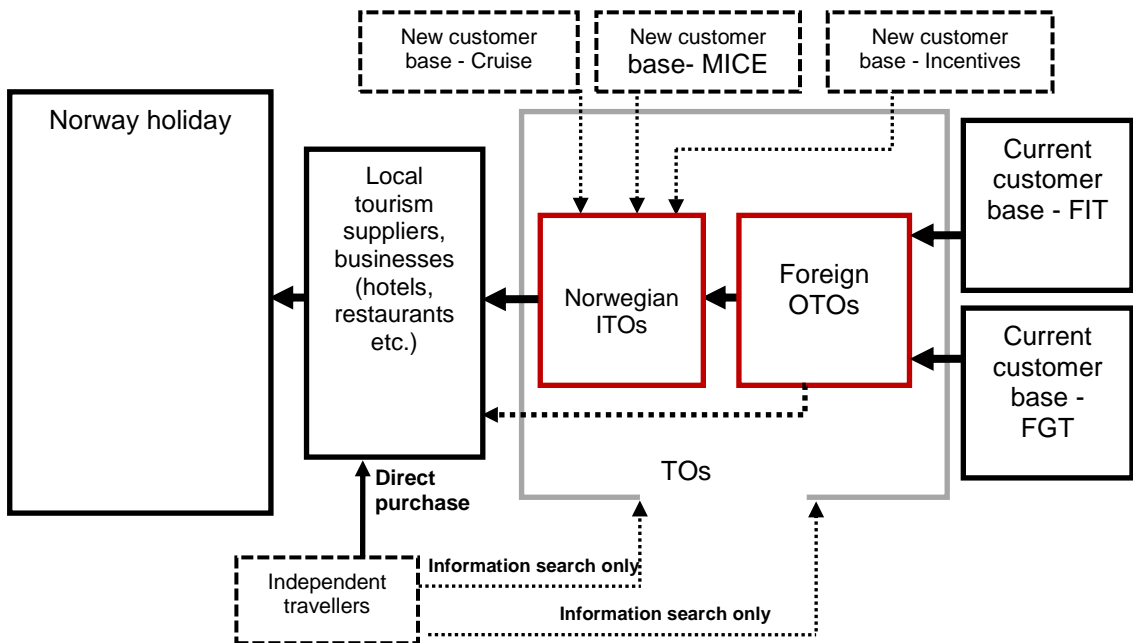 New customer
base - Cruise
New customer
base- MICE
New customer
base - Incentives
Norway holiday
Local
tourism
suppliers,
businesses
(hotels,
restaurants
etc.)
Norwegian
ITOs
Foreign
OTOs
Current
customer
base - FIT
Current
customer
base -
FGT
TOs
Direct
purchase
Independent
travellers
Information search only
Information search only